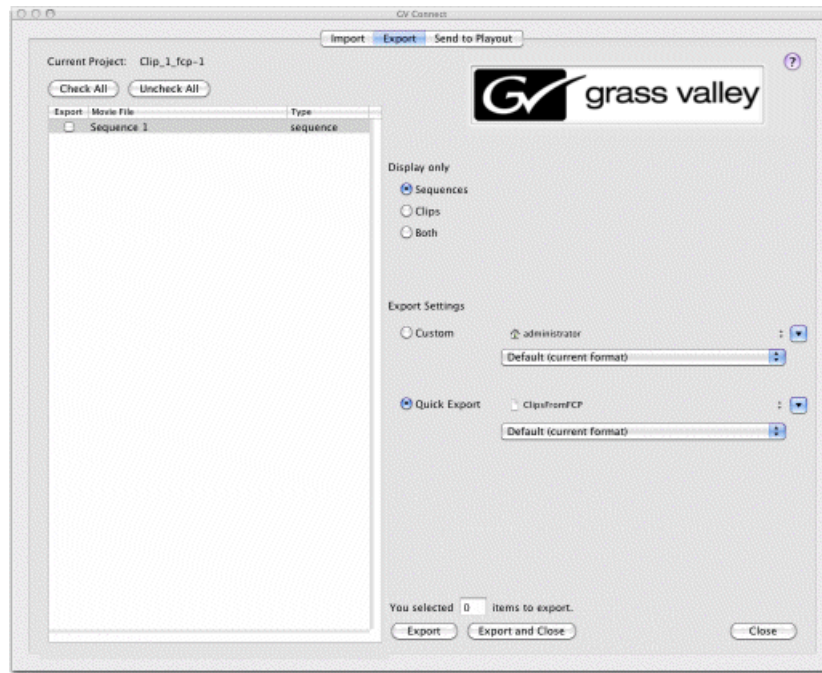 GV Connect
Import Export Send to Playout
Current Project: Clip_1_fcp-1
?
Check All Uncheck All
GV grass valley
Export Movie File Type
Sequence 1 sequence
Display only
Sequences
Clips
Both
Export Settings
Custom administrator
Default (current format)
Quick Export ClipsFromFCP
Default (current format)
You selected 0 items to export.
Export Export and Close Close